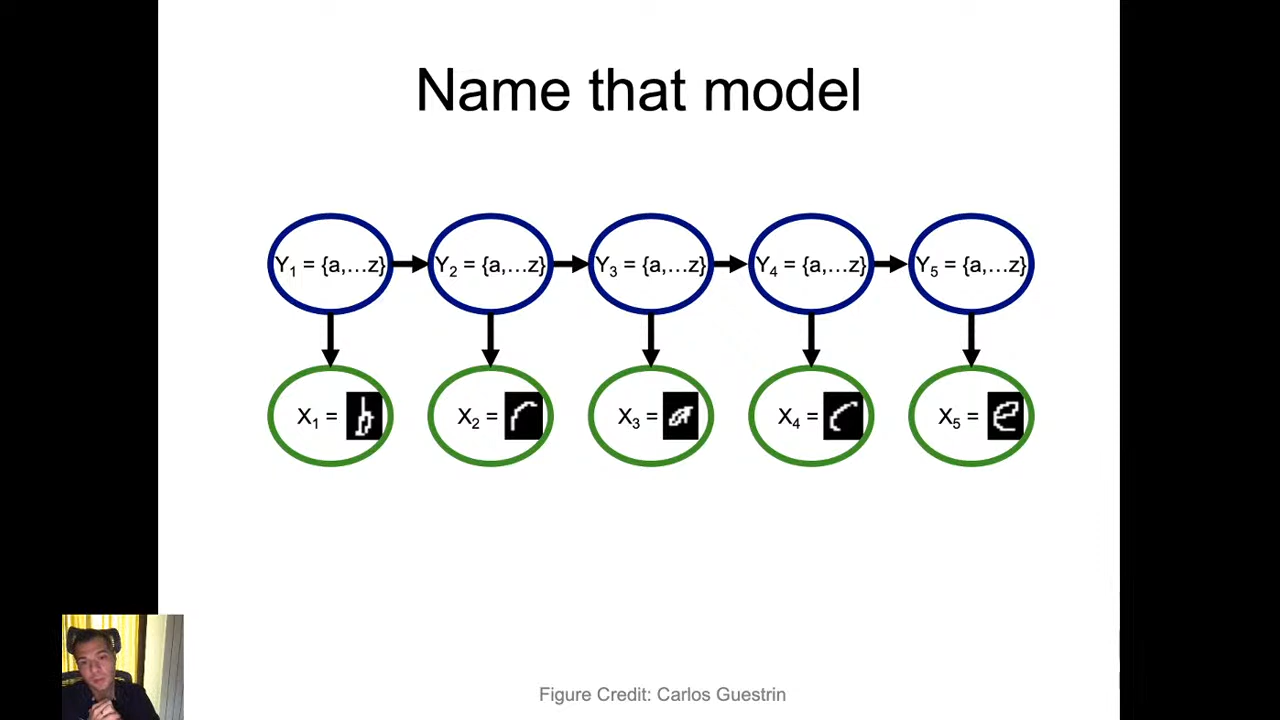 Name that model
Y₁ = {a,...z} Y₂ = {a,...z} Y₃ = {a,...z} Y₄ = {a,...z} Y₅ = {a,...z}
X₁ = b X₂ = r X₃ = a X₄ = c X₅ = e
Figure Credit: Carlos Guestrin